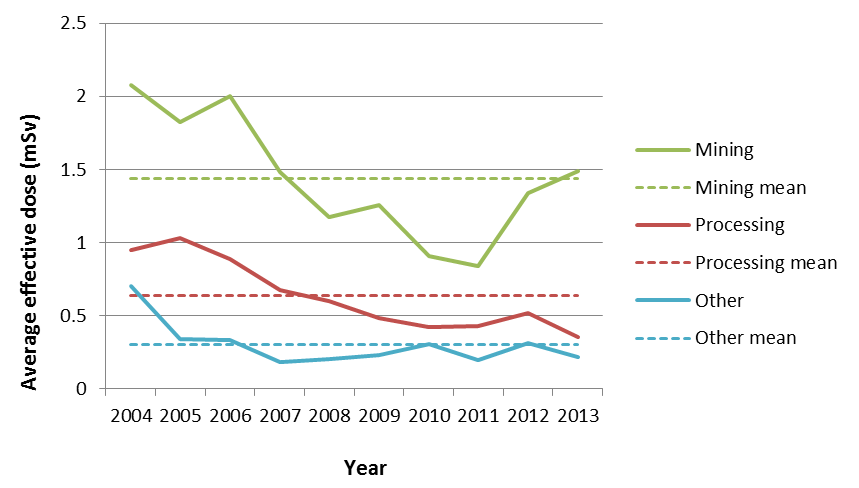 2.5
2
1.5
1
0.5
0
Average effective dose (mSv)
2004 2005 2006 2007 2008 2009 2010 2011 2012 2013
Year
Mining
Mining mean
Processing
Processing mean
Other
Other mean